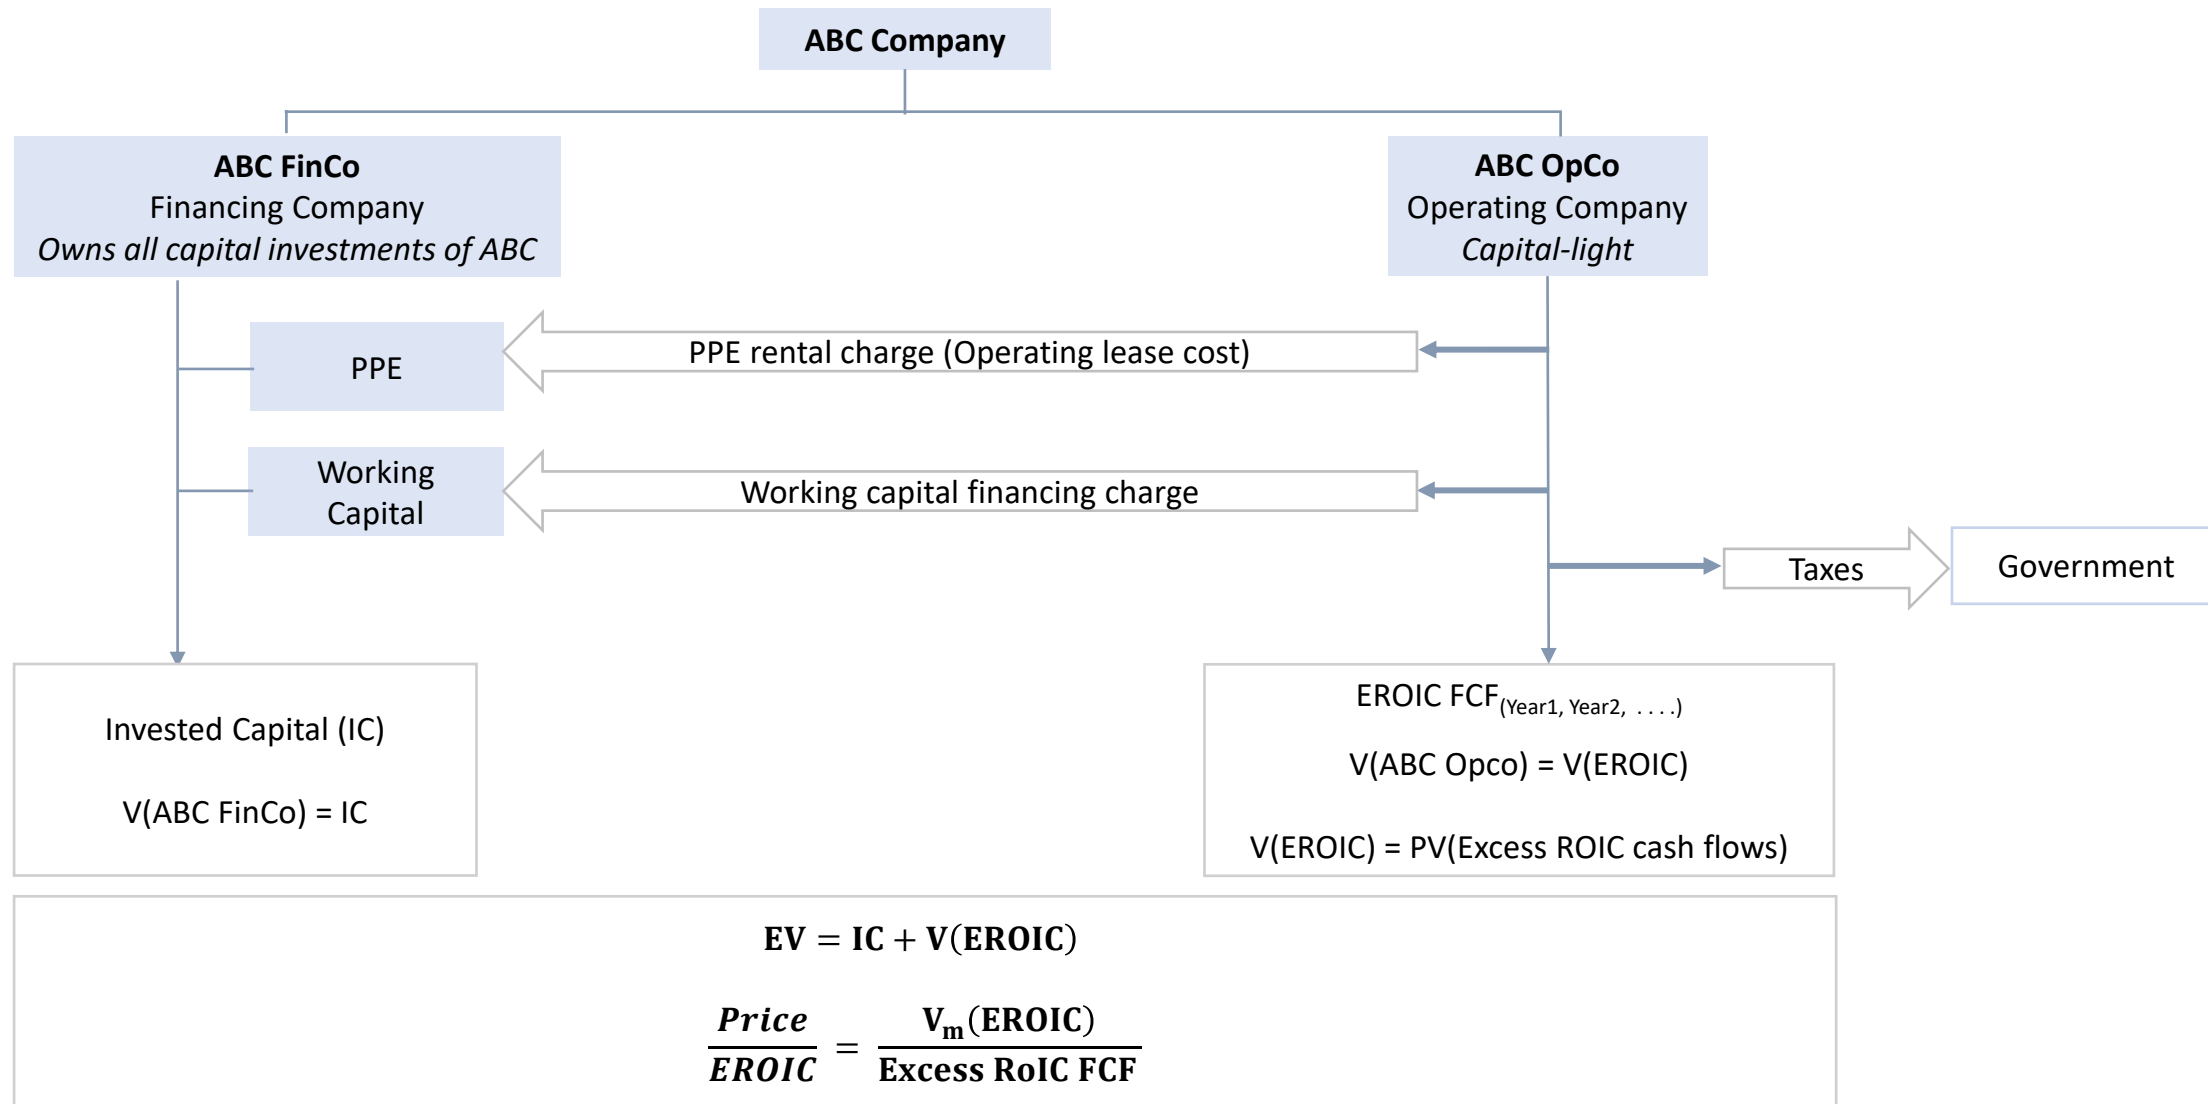 ABC Company
ABC FinCo
Financing Company
Owns all capital investments of ABC
ABC OpCo
Operating Company
Capital-light
PPE
PPE rental charge (Operating lease cost)
Working
Capital
Working capital financing charge
Taxes
Government
Invested Capital (IC)
V(ABC FinCo) = IC
EROIC FCF(Year1, Year2, . . . .)
V(ABC Opco) = V(EROIC)
V(EROIC) = PV(Excess ROIC cash flows)
EV = IC + V(EROIC)
Price / EROIC = Vm(EROIC) / Excess RoIC FCF